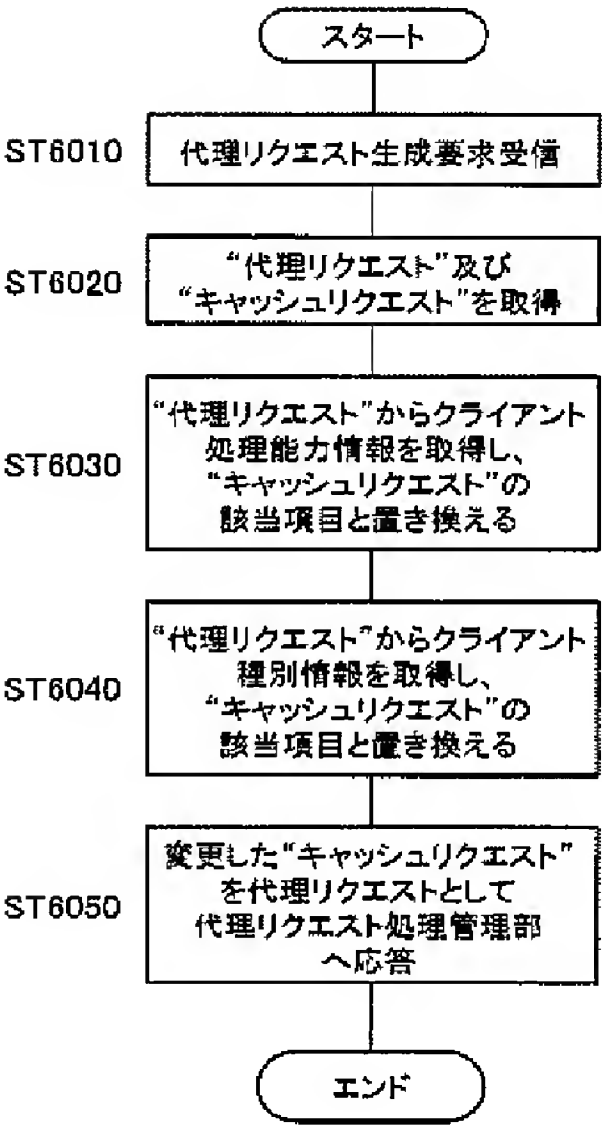 スタート
ST6010
代理リクエスト生成要求受信
ST6020
“代理リクエスト”及び
“キャッシュリクエスト”を取得
ST6030
“代理リクエスト”からクライアント
処理能力情報を取得し、
“キャッシュリクエスト”の
該当項目と置き換える
ST6040
“代理リクエスト”からクライアント
種別情報を取得し、
“キャッシュリクエスト”の
該当項目と置き換える
ST6050
変更した“キャッシュリクエスト”
を代理リクエストとして
代理リクエスト処理管理部
へ応答
エンド